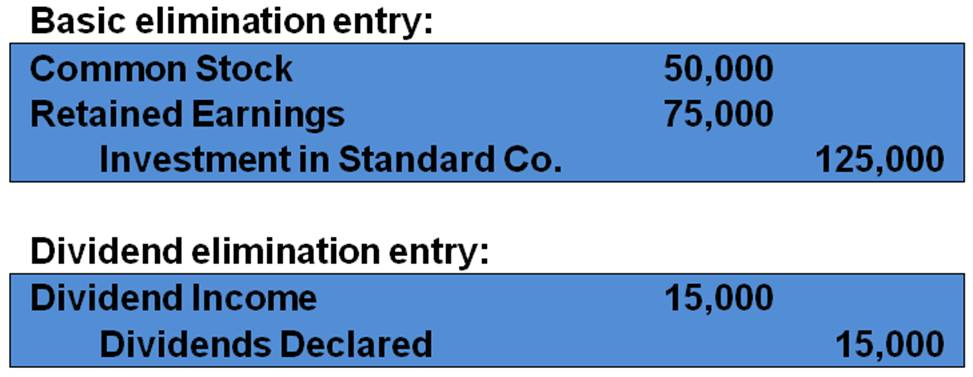 Basic elimination entry:
Common Stock 50,000
Retained Earnings 75,000
Investment in Standard Co. 125,000
Dividend elimination entry:
Dividend Income 15,000
Dividends Declared 15,000